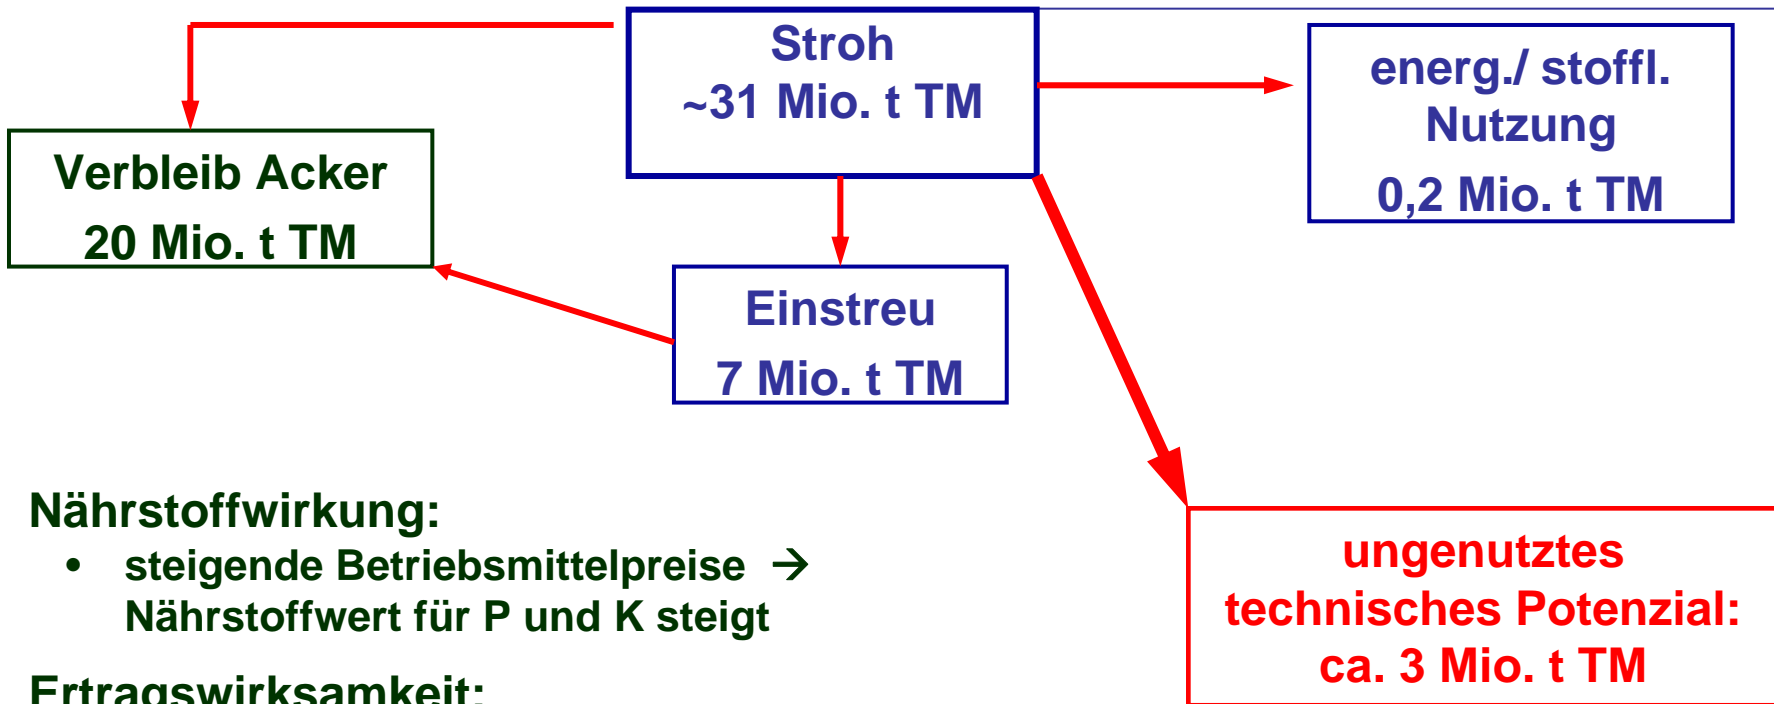 Stroh
~31 Mio. t TM
energ./ stoffl.
Nutzung
0,2 Mio. t TM
Verbleib Acker
20 Mio. t TM
Einstreu
7 Mio. t TM
Nährstoffwirkung:
• steigende Betriebsmittelpreise →
Nährstoffwert für P und K steigt
Ertragswirksamkeit:
ungenutztes
technisches Potenzial:
ca. 3 Mio. t TM